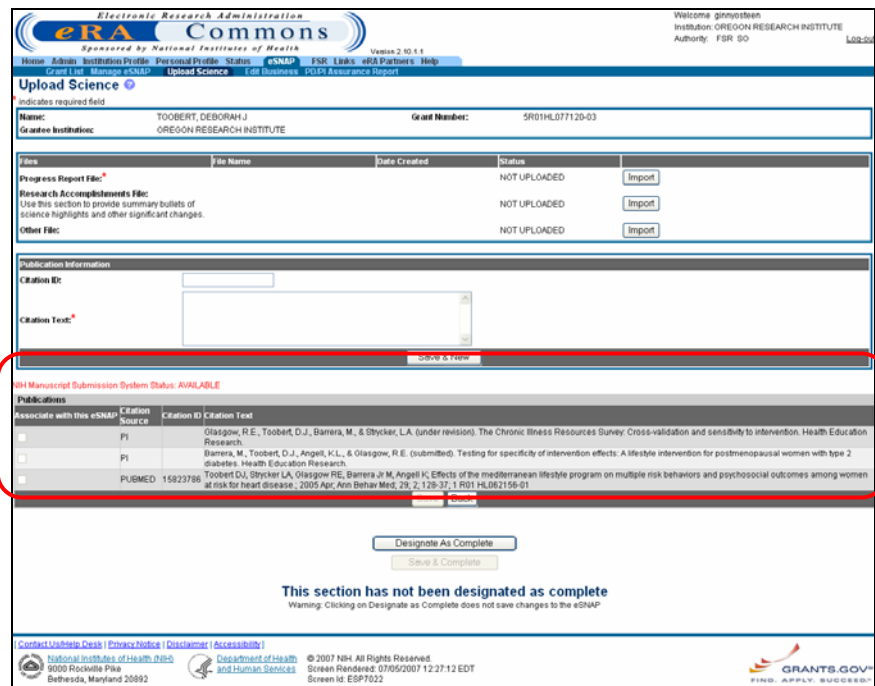 Electronic Research Administration
eRA Commons
Sponsored by National Institutes of Health
Version 2.10.1.1
Welcome ginnyosteen
Institution: OREGON RESEARCH INSTITUTE
Authority: FSR SO
Log-out
Home Admin Institution Profile Personal Profile Status eSNAP FSR Links eRA Partners Help
Grant List Manage eSNAP Upload Science Edit Business PD/PI Assurance Report
Upload Science ?
* indicates required field
Name: TOOBERT, DEBORAH J Grant Number: 5R01HL077120-03
Grantee Institution: OREGON RESEARCH INSTITUTE
Files File Name Date Created Status
Progress Report File:* NOT UPLOADED Import
Research Accomplishments File:
Use this section to provide summary bullets of
science highlights and other significant changes.
NOT UPLOADED Import
Other File: NOT UPLOADED Import
Publication Information
Citation ID:
Citation Text:*
Save & New
NIH Manuscript Submission System Status: AVAILABLE
Publications
Associate with this eSNAP Citation Source Citation ID Citation Text
PI Glasgow, R.E., Toobert, D.J., Barrera, M., & Strycker, L.A. (under revision). The Chronic Illness Resources Survey: Cross-validation and sensitivity to intervention. Health Education
Research.
PI Barrera, M., Toobert, D.J., Angell, K.L., & Glasgow, R.E. (submitted). Testing for specificity of intervention effects: A lifestyle intervention for postmenopausal women with type 2
diabetes. Health Education Research.
PUBMED 15823786 Toobert DJ, Strycker LA, Glasgow RE, Barrera Jr M, Angell K; Effects of the mediterranean lifestyle program on multiple risk behaviors and psychosocial outcomes among women
at risk for heart disease.; 2005 Apr; Ann Behav Med; 29; 2; 128-37; 1 R01 HL062156-01
Save Back
Designate As Complete
Save & Complete
This section has not been designated as complete
Warning: Clicking on Designate as Complete does not save changes to the eSNAP
[ Contact Us/Help Desk | Privacy Notice | Disclaimer | Accessibility ]
National Institutes of Health (NIH)
9000 Rockville Pike
Bethesda, Maryland 20892
Department of Health
and Human Services
© 2007 NIH. All Rights Reserved.
Screen Rendered: 07/05/2007 12:27:12 EDT
Screen Id: ESP7022
GRANTS.GOV℠
FIND. APPLY. SUCCEED.℠